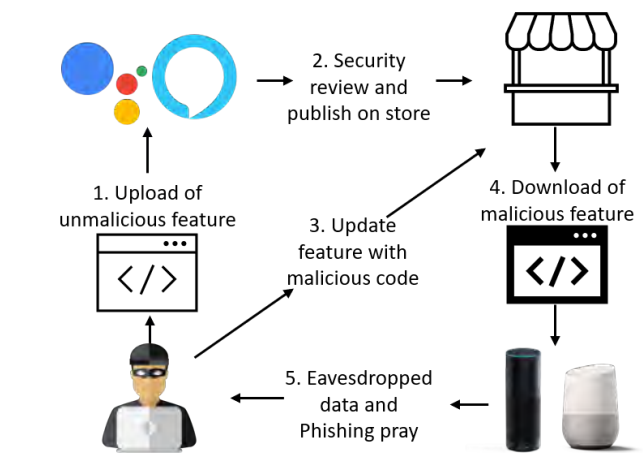 1. Upload of
unmalicious feature
2. Security
review and
publish on store
3. Update
feature with
malicious code
4. Download of
malicious feature
5. Eavesdropped
data and
Phishing pray